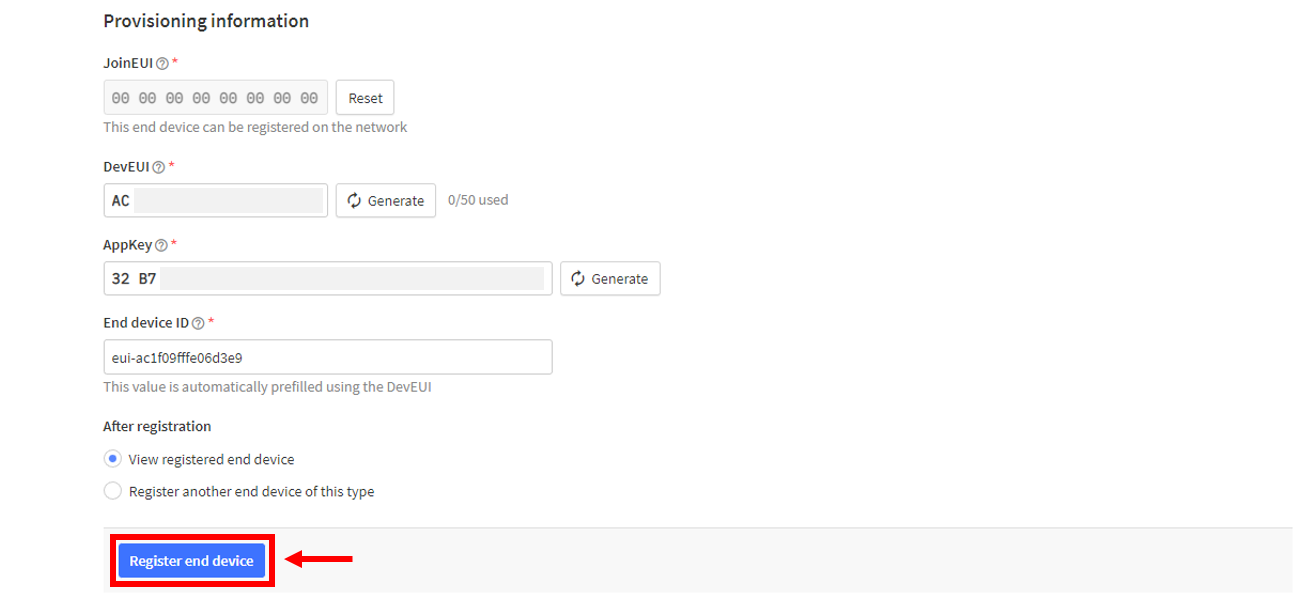 Provisioning information
JoinEUI *
00 00 00 00 00 00 00 00 Reset
This end device can be registered on the network
DevEUI *
AC Generate 0/50 used
AppKey *
32 B7 Generate
End device ID *
eui-ac1f09fffe06d3e9
This value is automatically prefilled using the DevEUI
After registration
View registered end device
Register another end device of this type
Register end device